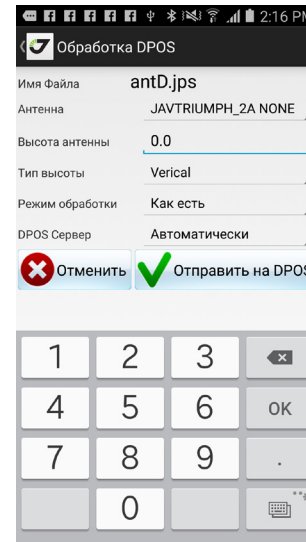 2:16 PM
Обработка DPOS
Имя Файла antD.jps
Антенна JAVTRIUMPH_2A NONE
Высота антенны 0.0
Тип высоты Verical
Режим обработки Как есть
DPOS Сервер Автоматически
Отменить Отправить на DPOS
1 2 3
4 5 6 OK
7 8 9 .
0